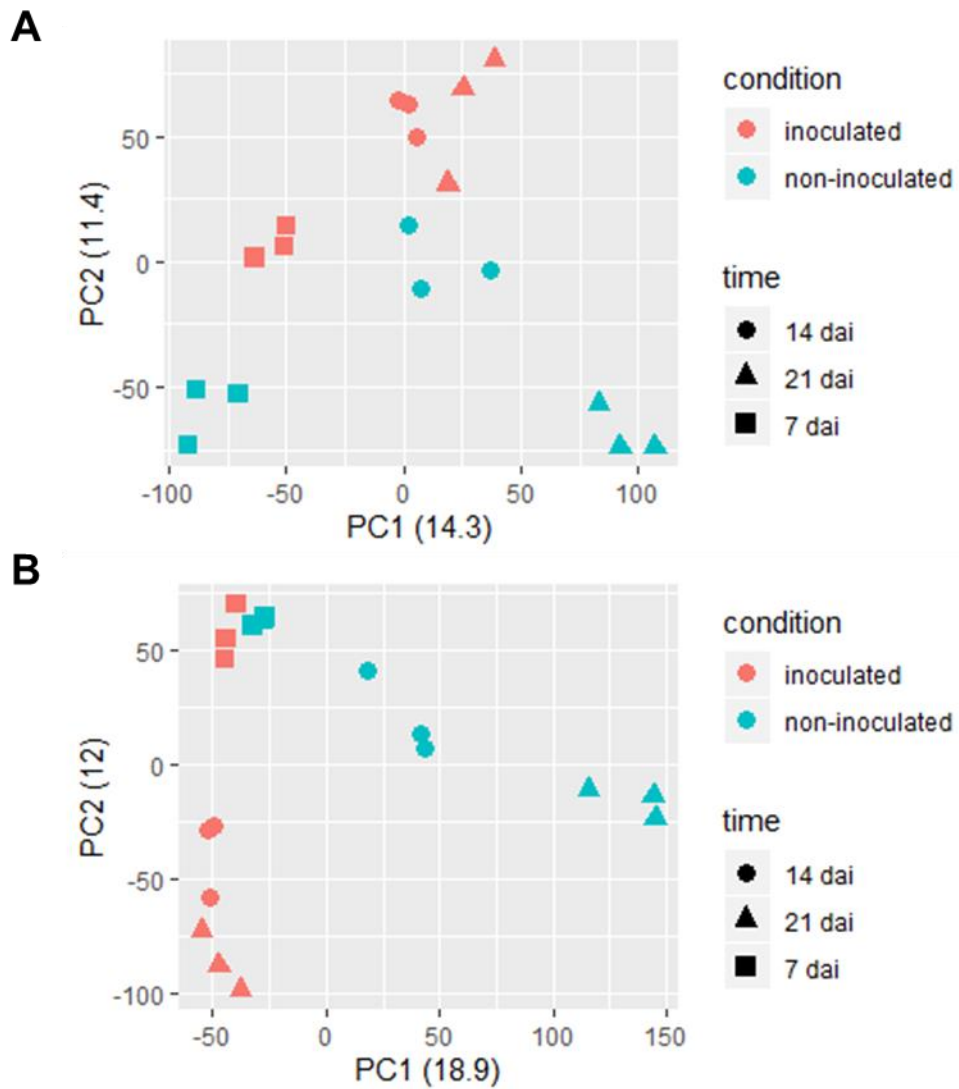 A
50
0
-50
PC2 (11.4)
-100 -50 0 50 100
PC1 (14.3)
condition
inoculated
non-inoculated
time
14 dai
21 dai
7 dai
B
50
0
-50
-100
PC2 (12)
-50 0 50 100 150
PC1 (18.9)
condition
inoculated
non-inoculated
time
14 dai
21 dai
7 dai